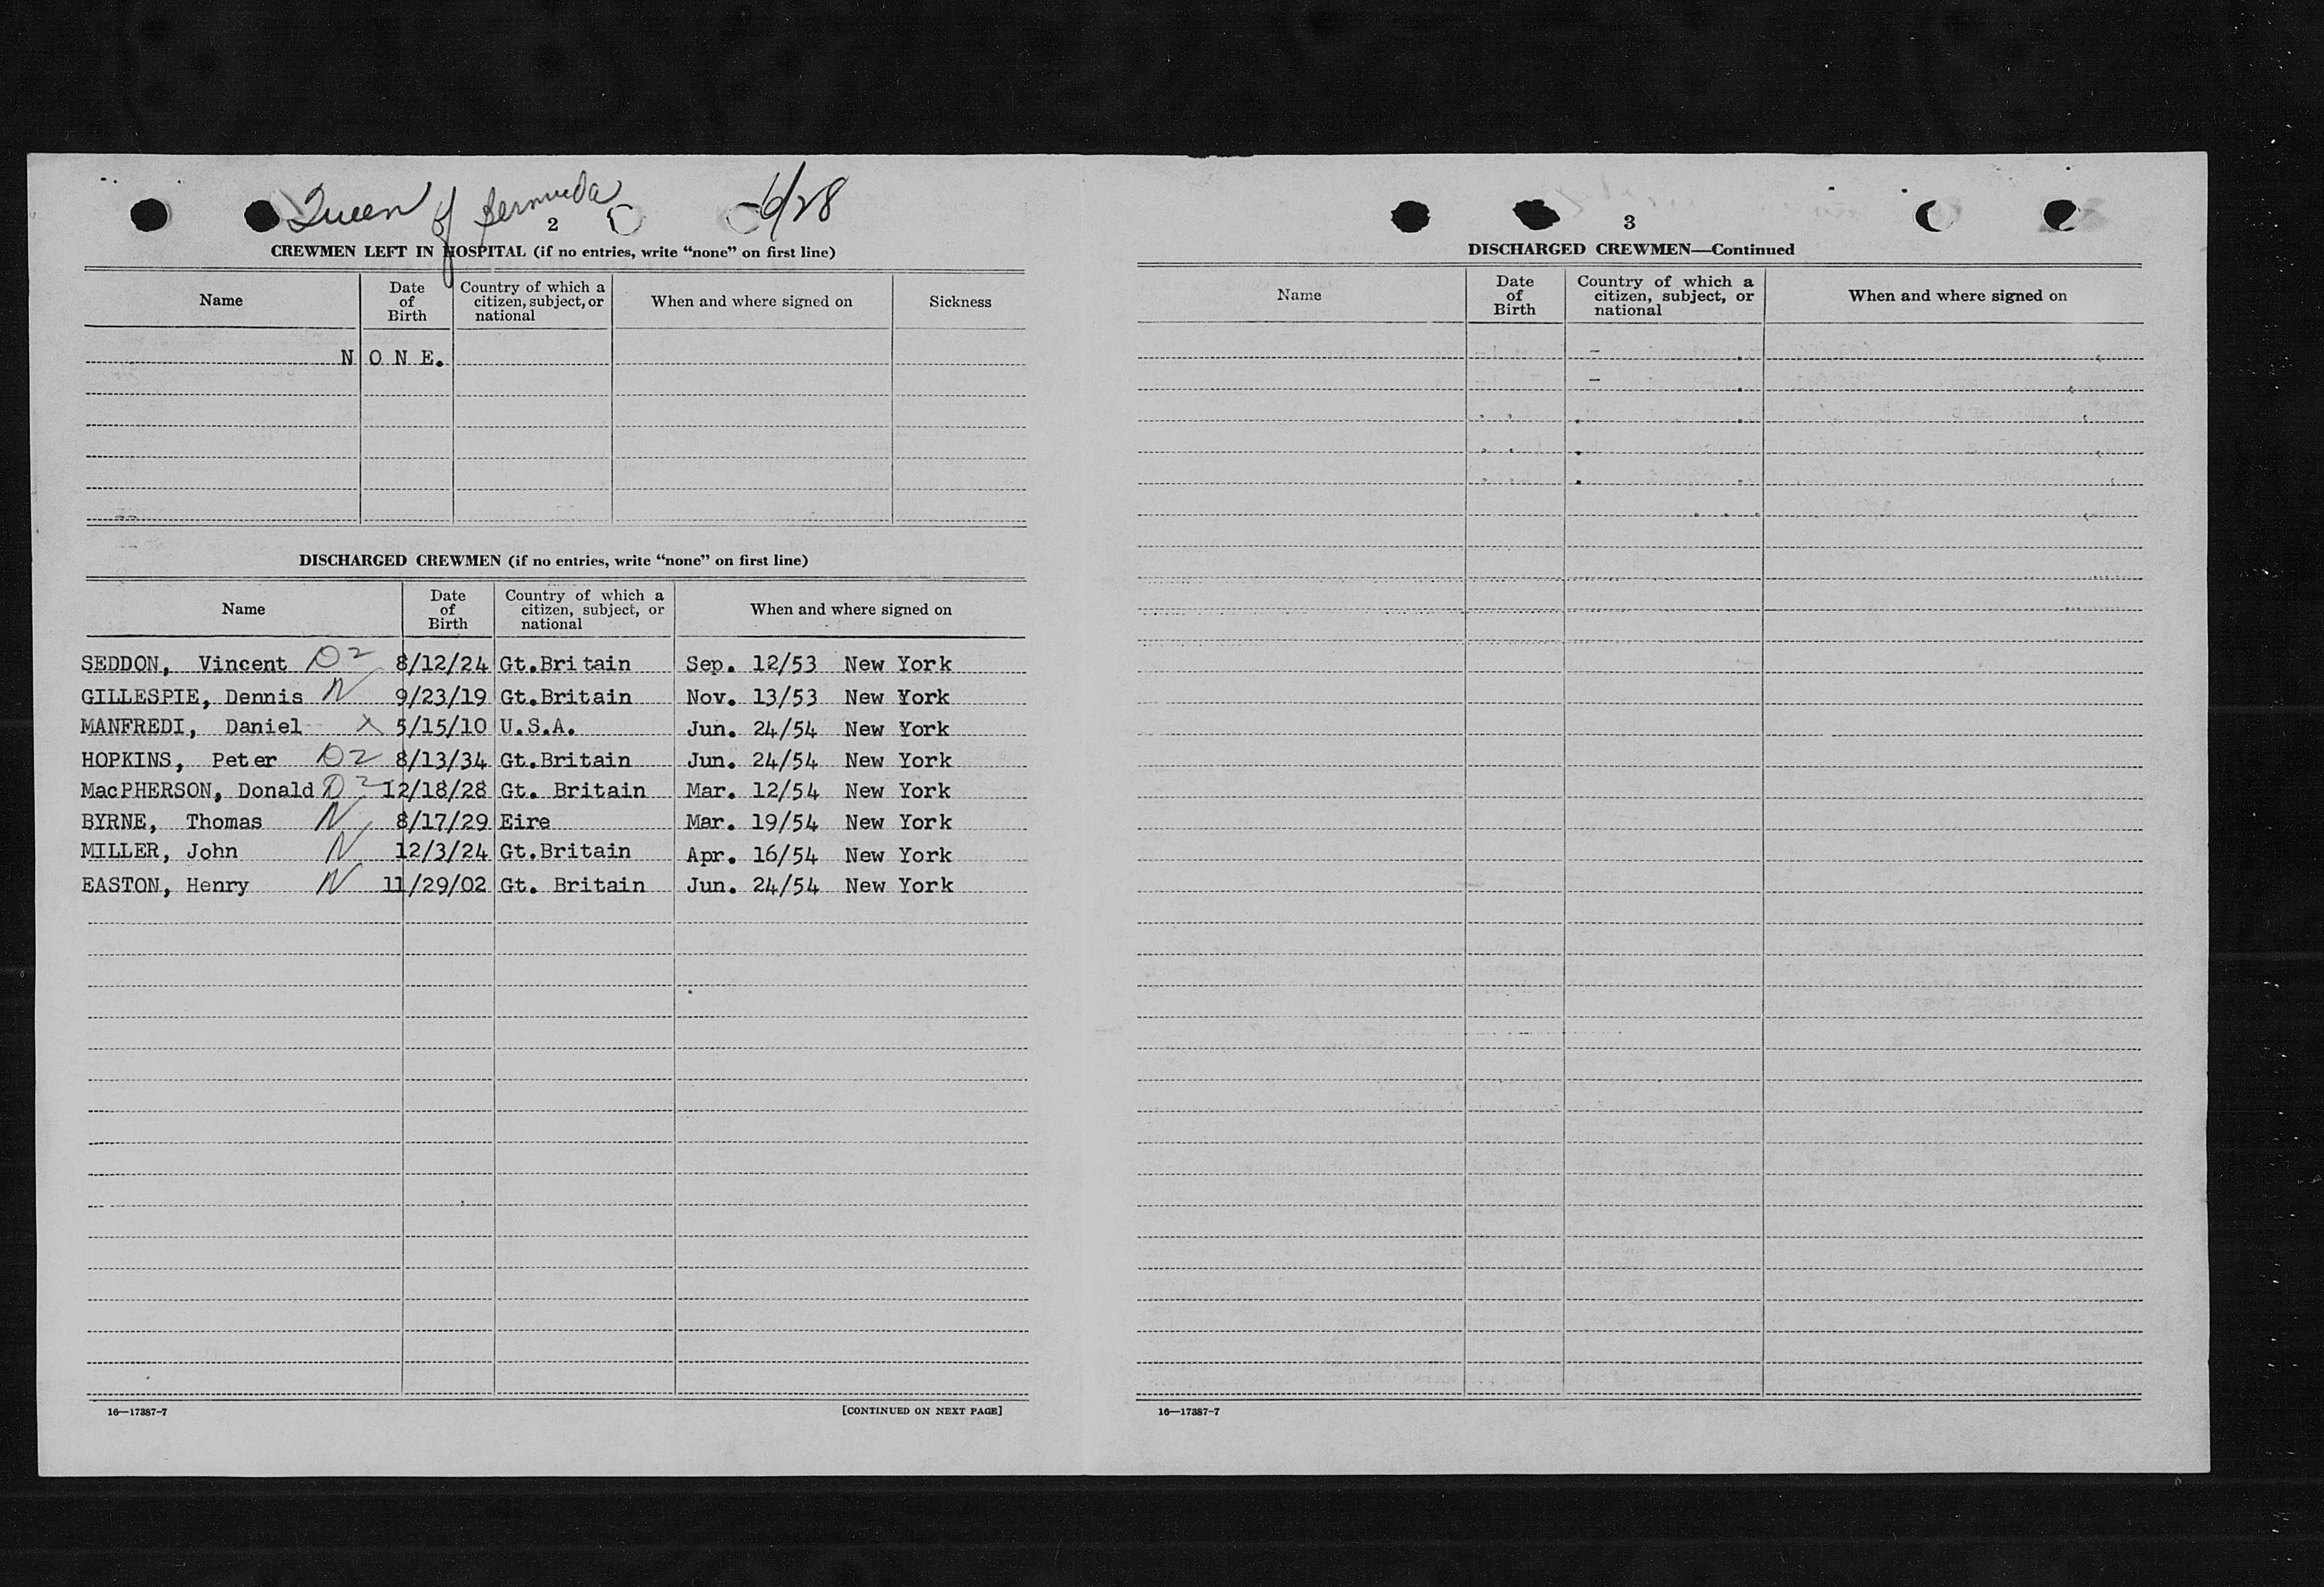 Queen of Bermuda 6/28
2
CREWMEN LEFT IN HOSPITAL (if no entries, write “none” on first line)
Name Date of Birth Country of which a citizen, subject, or national When and where signed on Sickness
N O N E.
DISCHARGED CREWMEN (if no entries, write “none” on first line)
Name Date of Birth Country of which a citizen, subject, or national When and where signed on
SEDDON, Vincent D2 8/12/24 Gt.Britain Sep. 12/53 New York
GILLESPIE, Dennis N 9/23/19 Gt.Britain Nov. 13/53 New York
MANFREDI, Daniel X 5/15/10 U.S.A. Jun. 24/54 New York
HOPKINS, Peter D2 8/13/34 Gt.Britain Jun. 24/54 New York
MacPHERSON, Donald D2 12/18/28 Gt. Britain Mar. 12/54 New York
BYRNE, Thomas N 8/17/29 Eire Mar. 19/54 New York
MILLER, John N 12/3/24 Gt.Britain Apr. 16/54 New York
EASTON, Henry N 11/29/02 Gt. Britain Jun. 24/54 New York
16—17387-7 [CONTINUED ON NEXT PAGE]
3
DISCHARGED CREWMEN—Continued
Name Date of Birth Country of which a citizen, subject, or national When and where signed on
16—17387-7